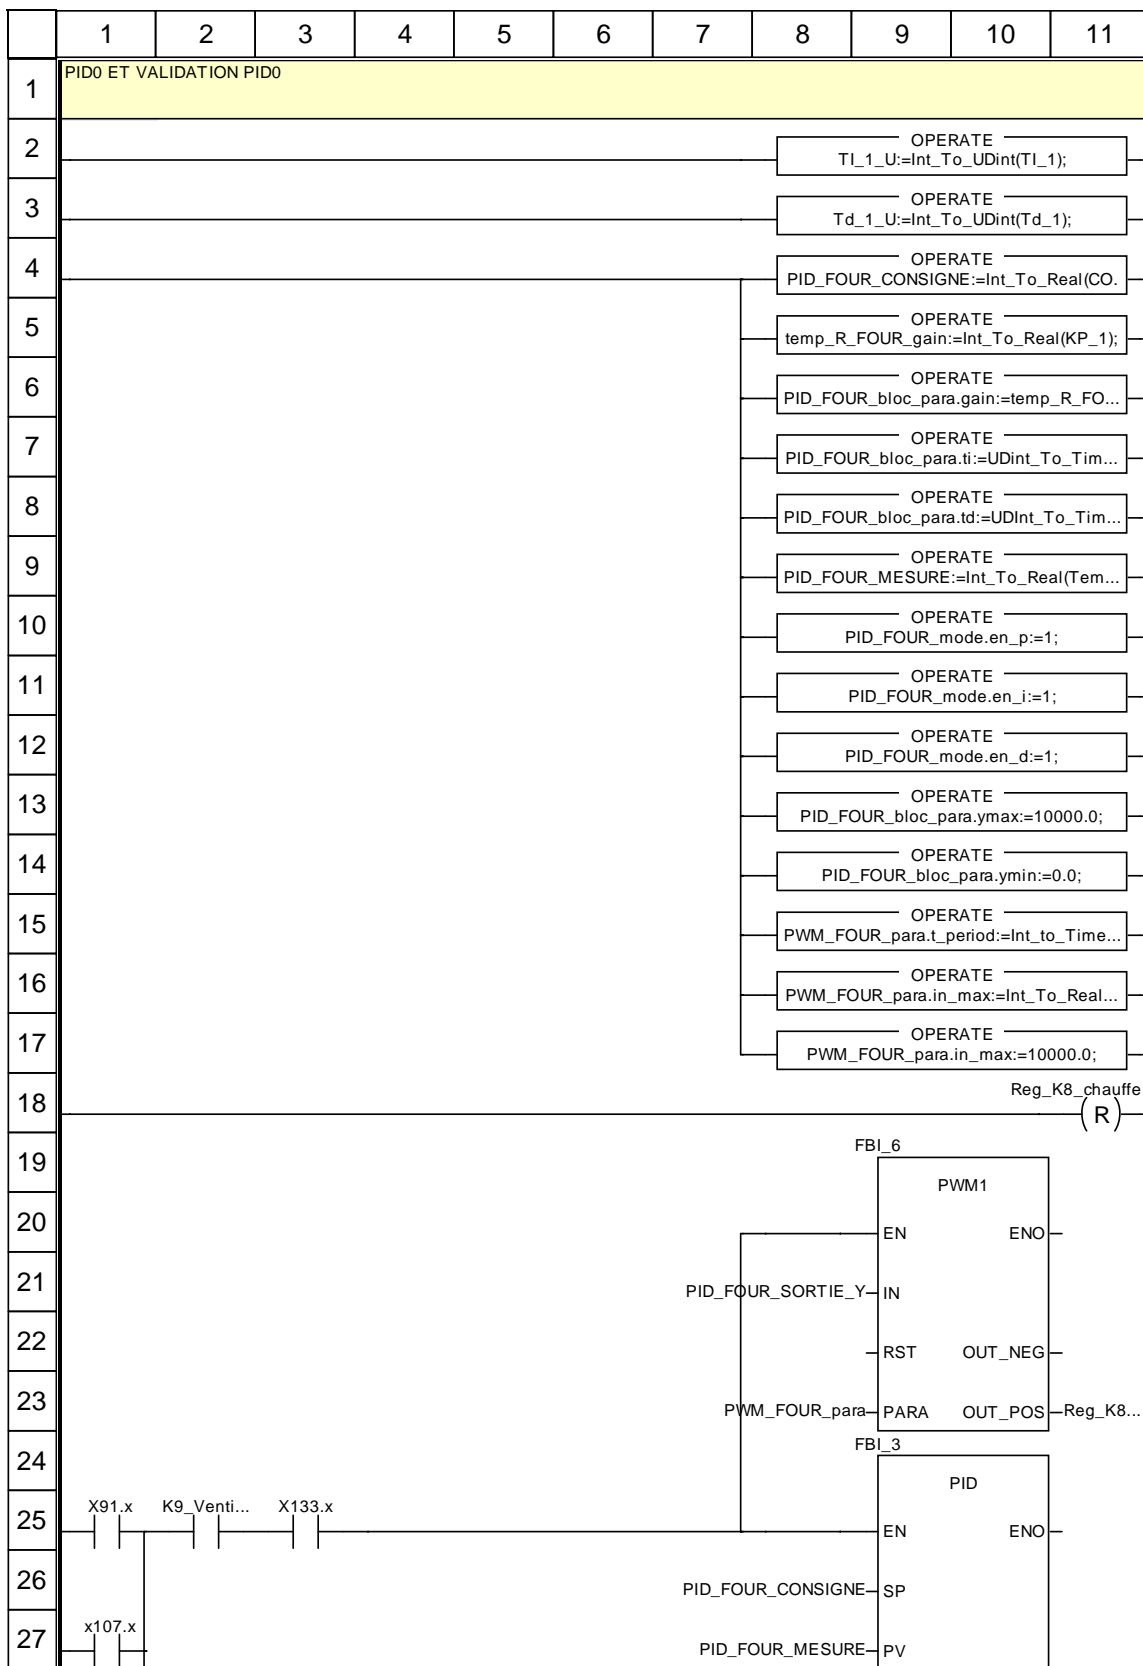 1 2 3 4 5 6 7 8 9 10 11
1 PID0 ET VALIDATION PID0
2 OPERATE
TI_1_U:=Int_To_UDint(TI_1);
3 OPERATE
Td_1_U:=Int_To_UDint(Td_1);
4 OPERATE
PID_FOUR_CONSIGNE:=Int_To_Real(CO.
5 OPERATE
temp_R_FOUR_gain:=Int_To_Real(KP_1);
6 OPERATE
PID_FOUR_bloc_para.gain:=temp_R_FO...
7 OPERATE
PID_FOUR_bloc_para.ti:=UDint_To_Tim...
8 OPERATE
PID_FOUR_bloc_para.td:=UDInt_To_Tim...
9 OPERATE
PID_FOUR_MESURE:=Int_To_Real(Tem...
10 OPERATE
PID_FOUR_mode.en_p:=1;
11 OPERATE
PID_FOUR_mode.en_i:=1;
12 OPERATE
PID_FOUR_mode.en_d:=1;
13 OPERATE
PID_FOUR_bloc_para.ymax:=10000.0;
14 OPERATE
PID_FOUR_bloc_para.ymin:=0.0;
15 OPERATE
PWM_FOUR_para.t_period:=Int_to_Time...
16 OPERATE
PWM_FOUR_para.in_max:=Int_To_Real...
17 OPERATE
PWM_FOUR_para.in_max:=10000.0;
Reg_K8_chauffe
18 (R)
19 FBI_6
PWM1
20 EN ENO
21 PID_FOUR_SORTIE_Y IN
22 RST OUT_NEG
23 PWM_FOUR_para PARA OUT_POS Reg_K8...
24 FBI_3
PID
X91.x K9_Venti... X133.x
25 EN ENO
26 PID_FOUR_CONSIGNE SP
x107.x
27 PID_FOUR_MESURE PV